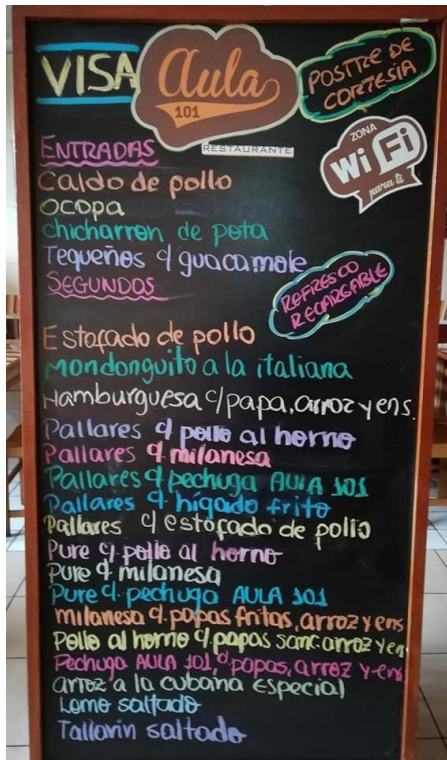 VISA
Aula
101
RESTAURANTE
POSTRE DE
CORTESIA
ZONA
Wi Fi
para ti
ENTRADAS
Caldo de pollo
OCOPA
chicharron de pota
Tequeños c/ guacamole
SEGUNDOS
REFRESCO
RECARGABLE
Estofado de pollo
Mondonguito a la italiana
Hamburguesa c/papa, arroz y ens.
Pallares c/ pollo al horno
Pallares c/ milanesa
Pallares c/ pechuga AULA 101
Pallares c/ hígado frito
Pallares c/ estofado de pollo
Pure c/ pollo al horno
Pure c/ milanesa
Pure c/ pechuga AULA 101
Milanesa c/ papas fritas, arroz y ens
Pollo al horno c/ papas sanc. arroz y en
Pechuga AULA 101, c/ papas, arroz y ens
arroz a la cubana especial
Lomo saltado
Tallarin saltado